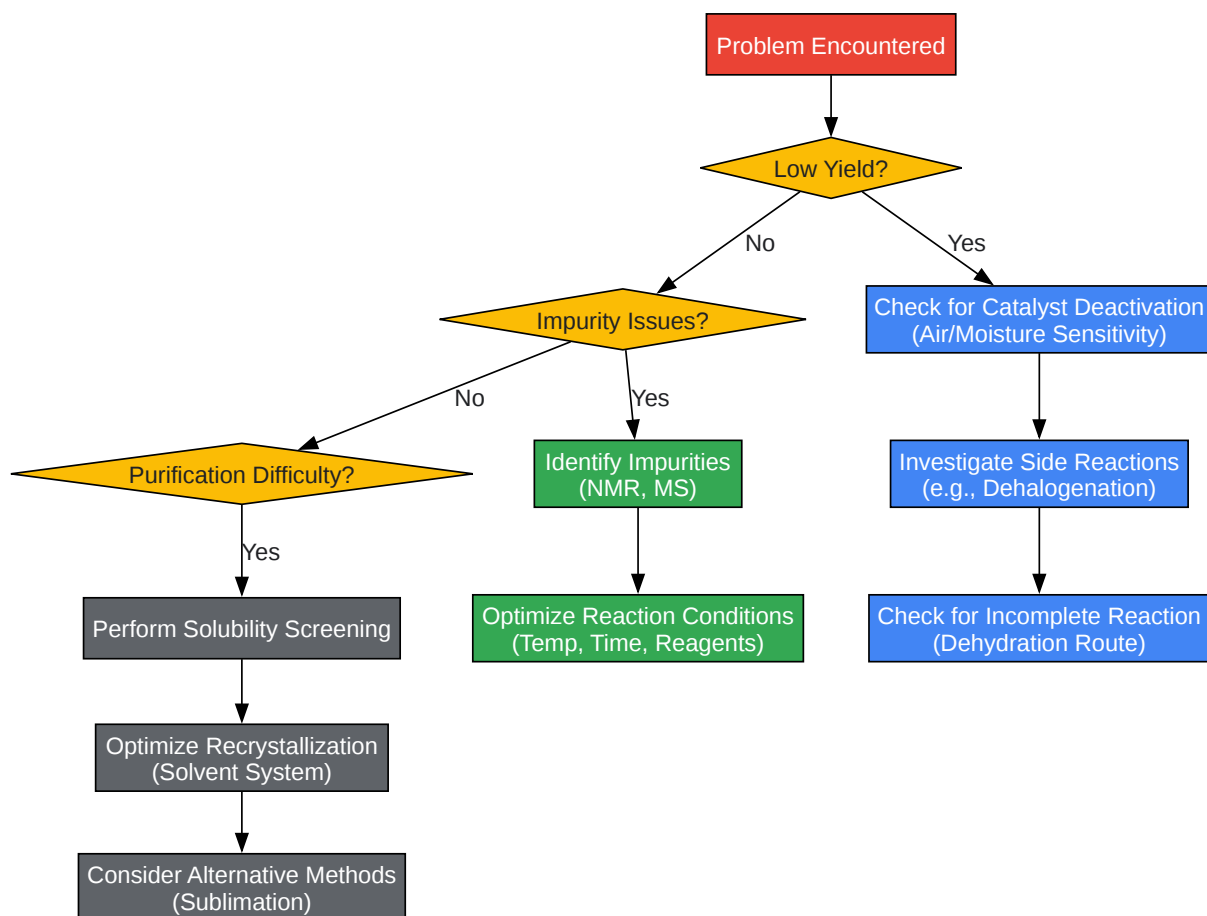 Problem Encountered
Low Yield?
No
Yes
Impurity Issues?
Check for Catalyst Deactivation
(Air/Moisture Sensitivity)
No
Yes
Purification Difficulty?
Identify Impurities
(NMR, MS)
Investigate Side Reactions
(e.g., Dehalogenation)
Yes
Perform Solubility Screening
Optimize Reaction Conditions
(Temp, Time, Reagents)
Check for Incomplete Reaction
(Dehydration Route)
Optimize Recrystallization
(Solvent System)
Consider Alternative Methods
(Sublimation)